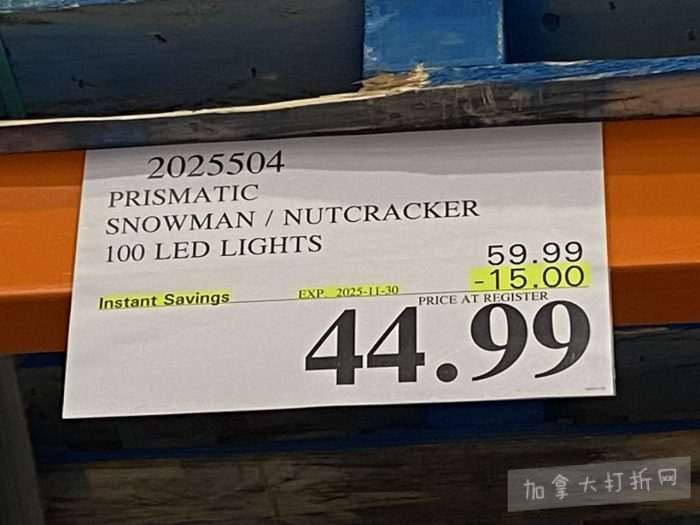 2025504
PRISMATIC
SNOWMAN / NUTCRACKER
100 LED LIGHTS
59.99
Instant Savings EXP. 2025-11-30 -15.00
PRICE AT REGISTER
44.99
加拿大打折网